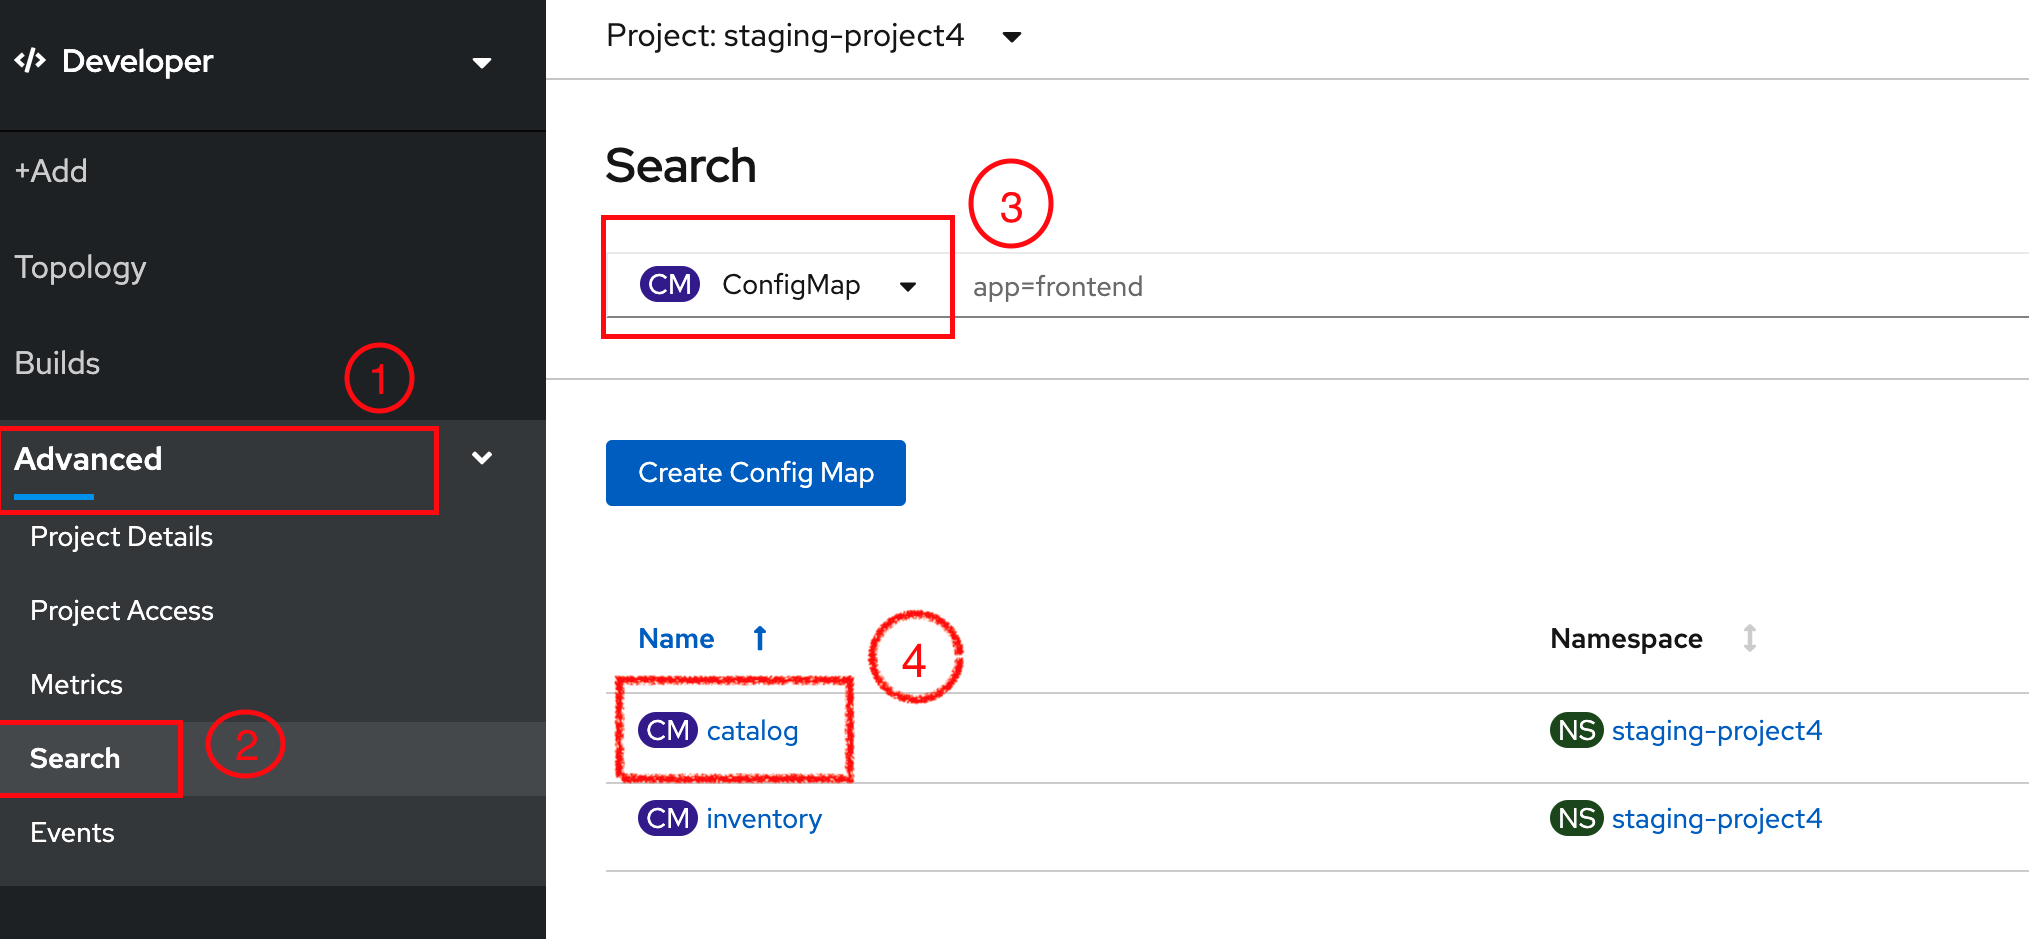 </> Developer
+Add
Topology
Builds
1
Advanced
Project Details
Project Access
Metrics
Search
2
Events
Project: staging-project4
Search
3
CM ConfigMap app=frontend
Create Config Map
Name Namespace
4
CM catalog NS staging-project4
CM inventory NS staging-project4